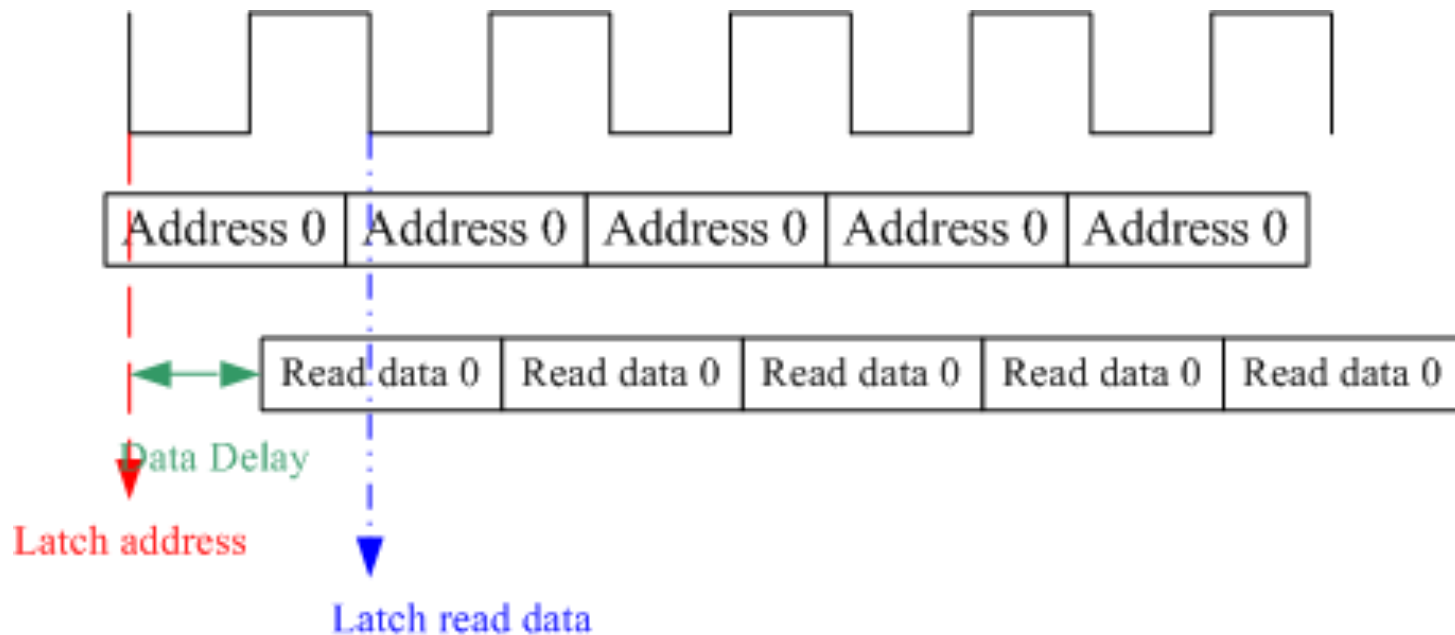 Address 0 Address 0 Address 0 Address 0 Address 0
Read data 0 Read data 0 Read data 0 Read data 0 Read data 0
Data Delay
Latch address
Latch read data